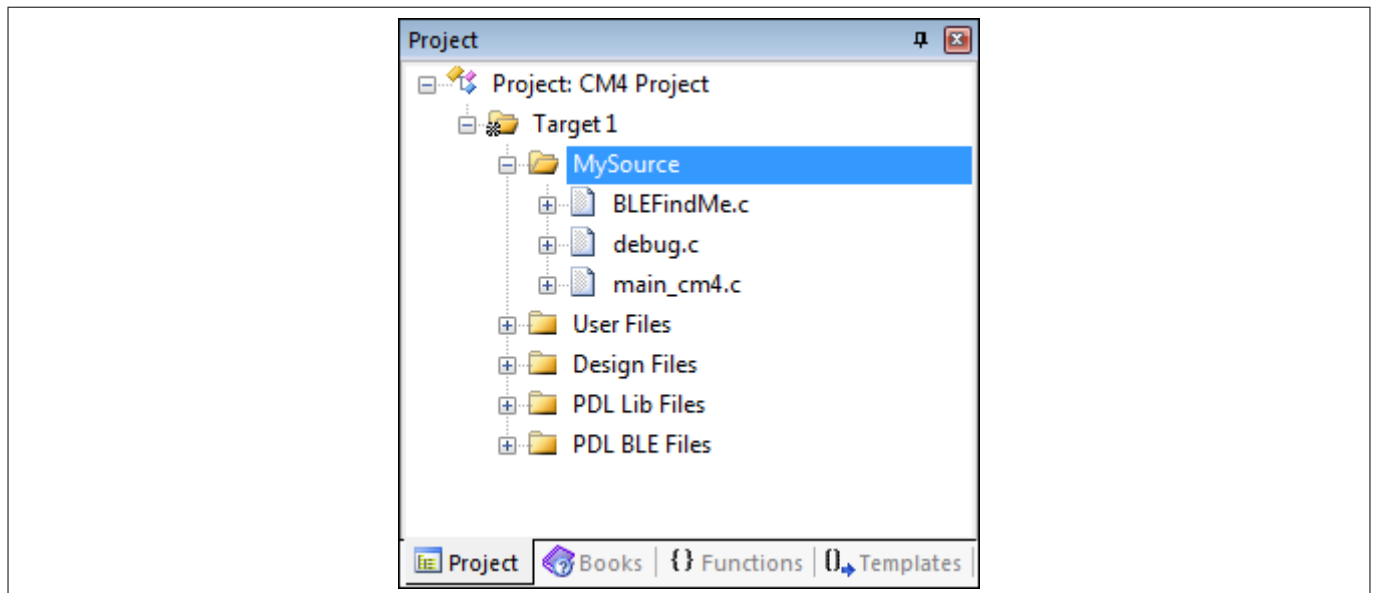 Project
Project: CM4 Project
Target 1
MySource
BLEFindMe.c
debug.c
main_cm4.c
User Files
Design Files
PDL Lib Files
PDL BLE Files
Project Books {} Functions Templates